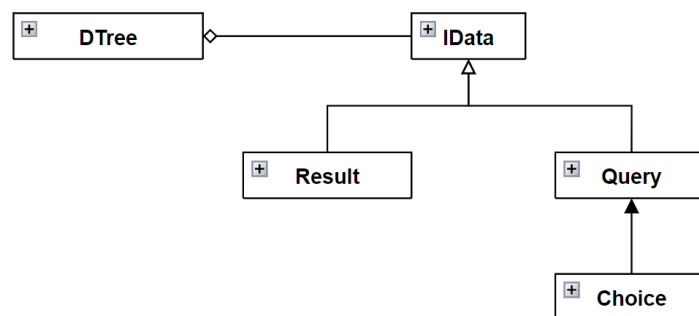 DTree
IData
Result
Query
Choice